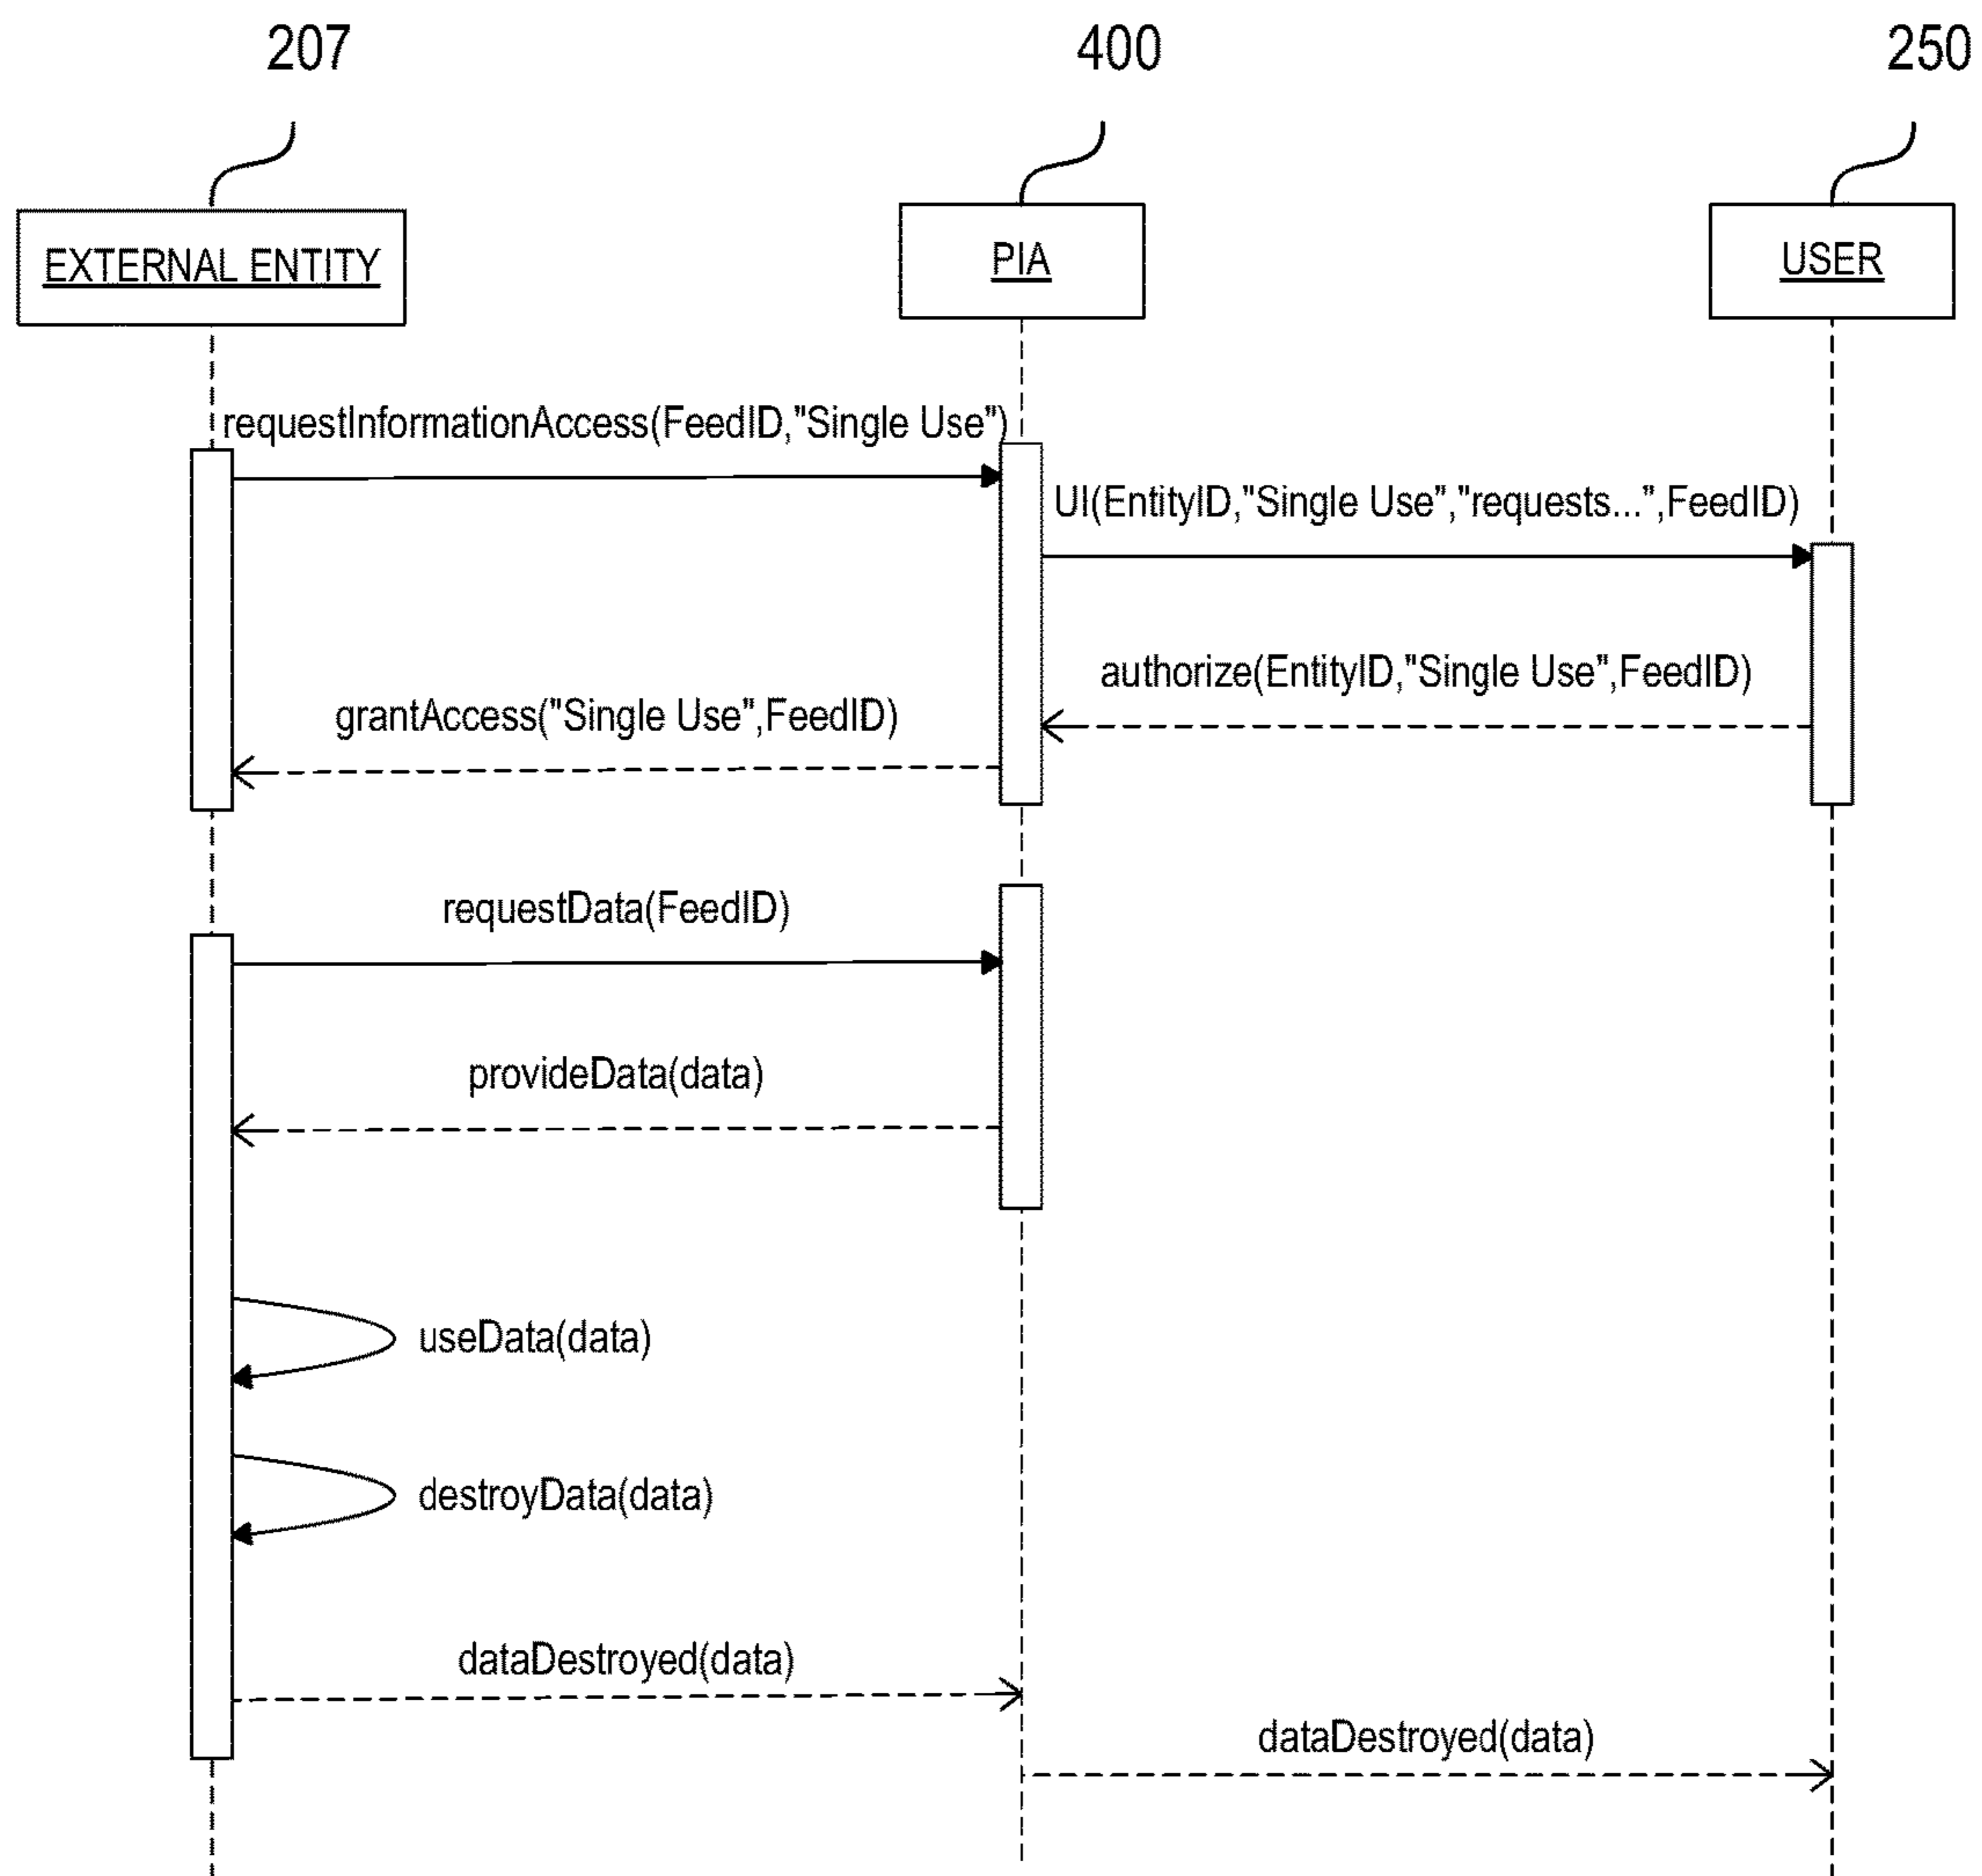 207
400
250
EXTERNAL ENTITY
PIA
USER
requestInformationAccess(FeedID,"Single Use")
UI(EntityID,"Single Use","requests...",FeedID)
authorize(EntityID,"Single Use",FeedID)
grantAccess("Single Use",FeedID)
requestData(FeedID)
provideData(data)
useData(data)
destroyData(data)
dataDestroyed(data)
dataDestroyed(data)